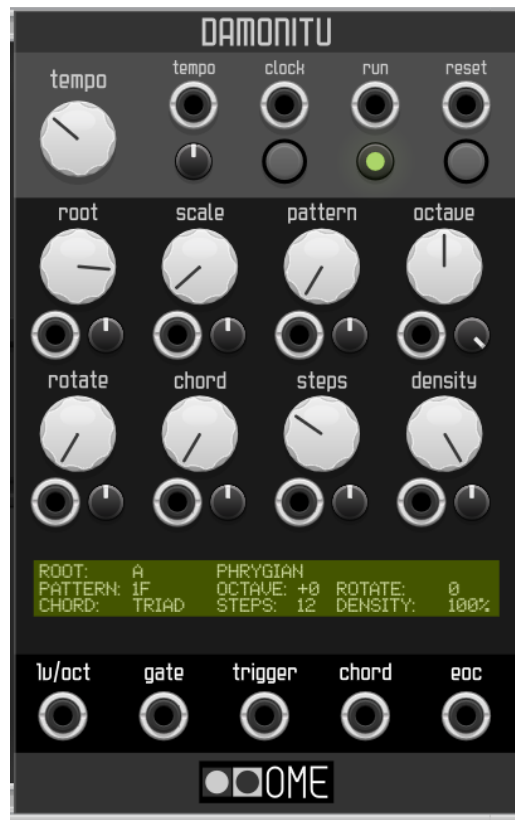 DAMONITU
tempo
tempo clock run reset
root scale pattern octave
rotate chord steps density
ROOT: A PHRYGIAN
PATTERN: 1F OCTAVE: +0 ROTATE: 0
CHORD: TRIAD STEPS: 12 DENSITY: 100%
1v/oct gate trigger chord eoc
OME